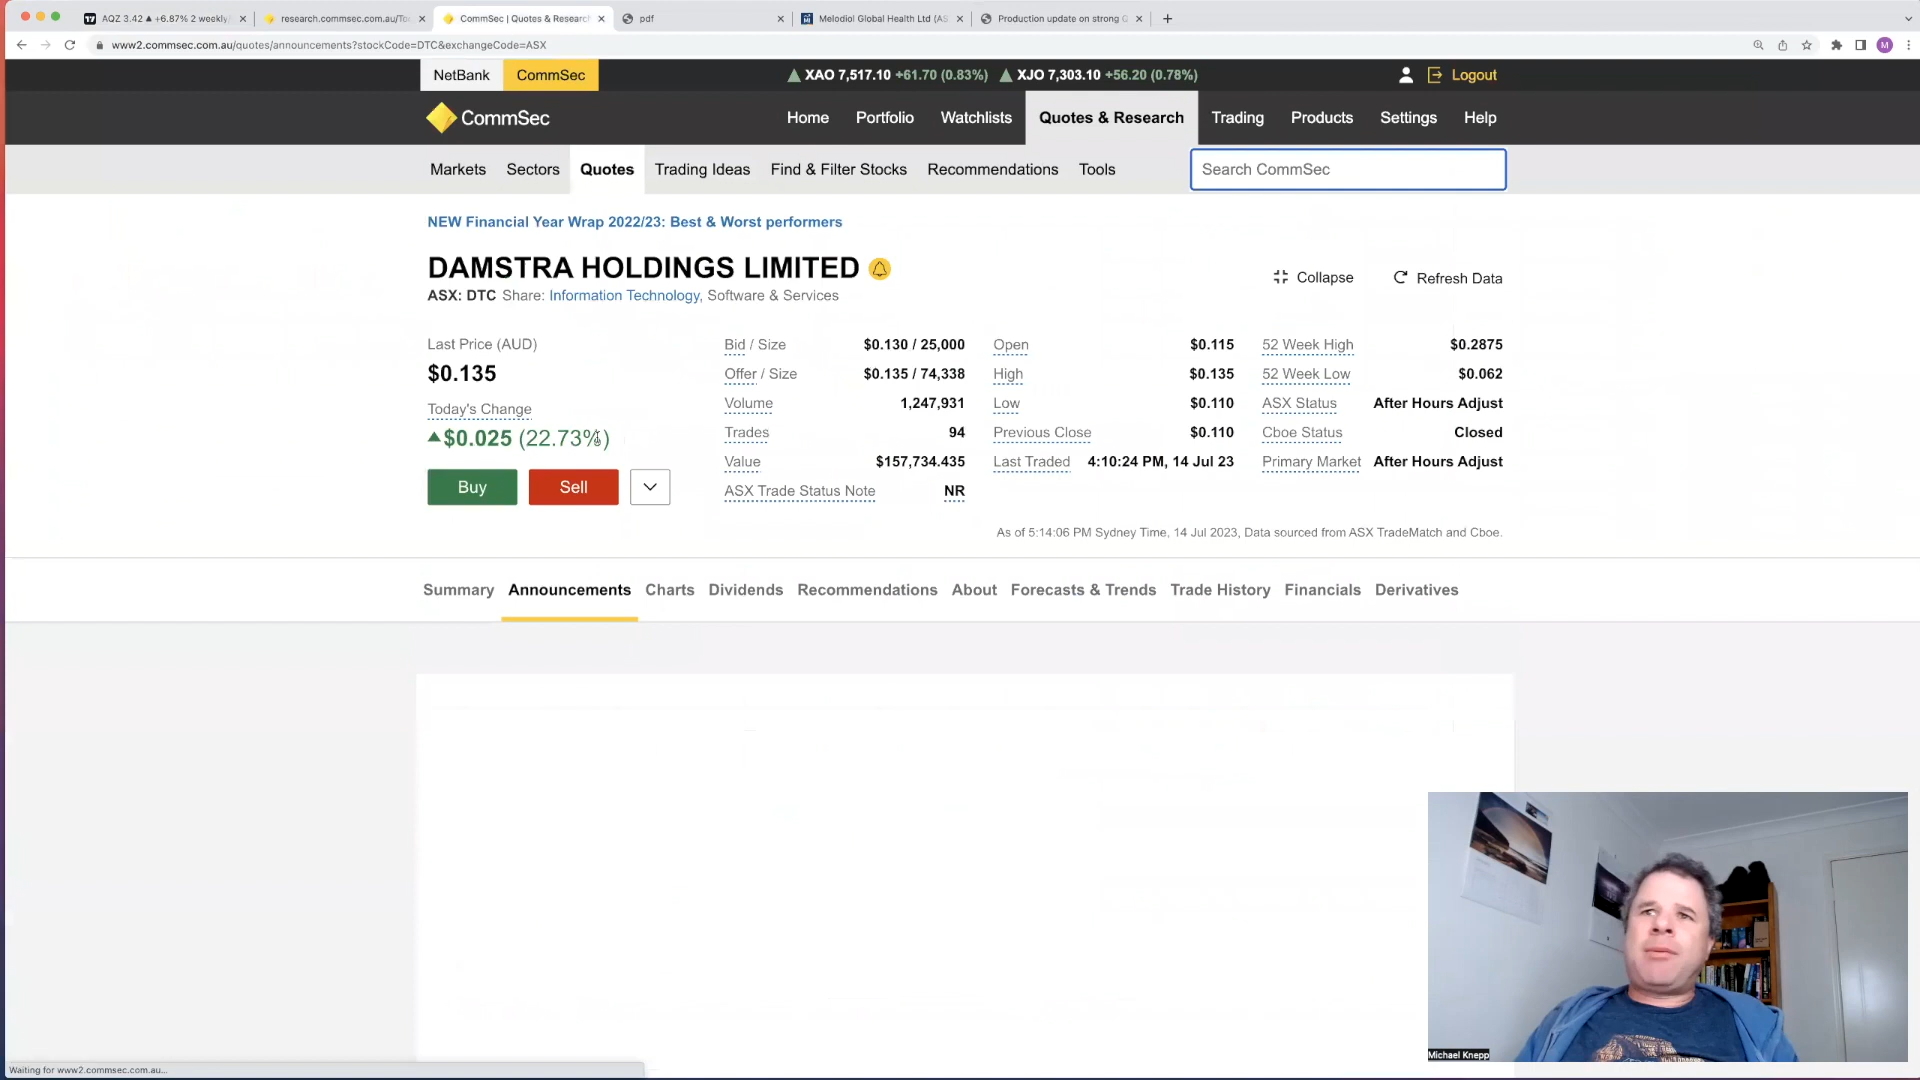 AQZ 3.42 ▲ +6.87% 2 weekly
research.commsec.com.au/To
CommSec | Quotes & Research
pdf
Melodiol Global Health Ltd (AS
Production update on strong Q
www2.commsec.com.au/quotes/announcements?stockCode=DTC&exchangeCode=ASX
M
NetBank
CommSec
▲ XAO 7,517.10 +61.70 (0.83%)
▲ XJO 7,303.10 +56.20 (0.78%)
Logout
CommSec
Home
Portfolio
Watchlists
Quotes & Research
Trading
Products
Settings
Help
Markets
Sectors
Quotes
Trading Ideas
Find & Filter Stocks
Recommendations
Tools
Search CommSec
NEW Financial Year Wrap 2022/23: Best & Worst performers
DAMSTRA HOLDINGS LIMITED
Collapse
Refresh Data
ASX: DTC Share: Information Technology, Software & Services
Last Price (AUD)
$0.135
Today's Change
▲$0.025 (22.73%)
Buy
Sell
Bid / Size $0.130 / 25,000
Offer / Size $0.135 / 74,338
Volume 1,247,931
Trades 94
Value $157,734.435
ASX Trade Status Note NR
Open $0.115
High $0.135
Low $0.110
Previous Close $0.110
Last Traded 4:10:24 PM, 14 Jul 23
52 Week High $0.2875
52 Week Low $0.062
ASX Status After Hours Adjust
Cboe Status Closed
Primary Market After Hours Adjust
As of 5:14:06 PM Sydney Time, 14 Jul 2023, Data sourced from ASX TradeMatch and Cboe.
Summary
Announcements
Charts
Dividends
Recommendations
About
Forecasts & Trends
Trade History
Financials
Derivatives
Michael Knepp
Waiting for www2.commsec.com.au...